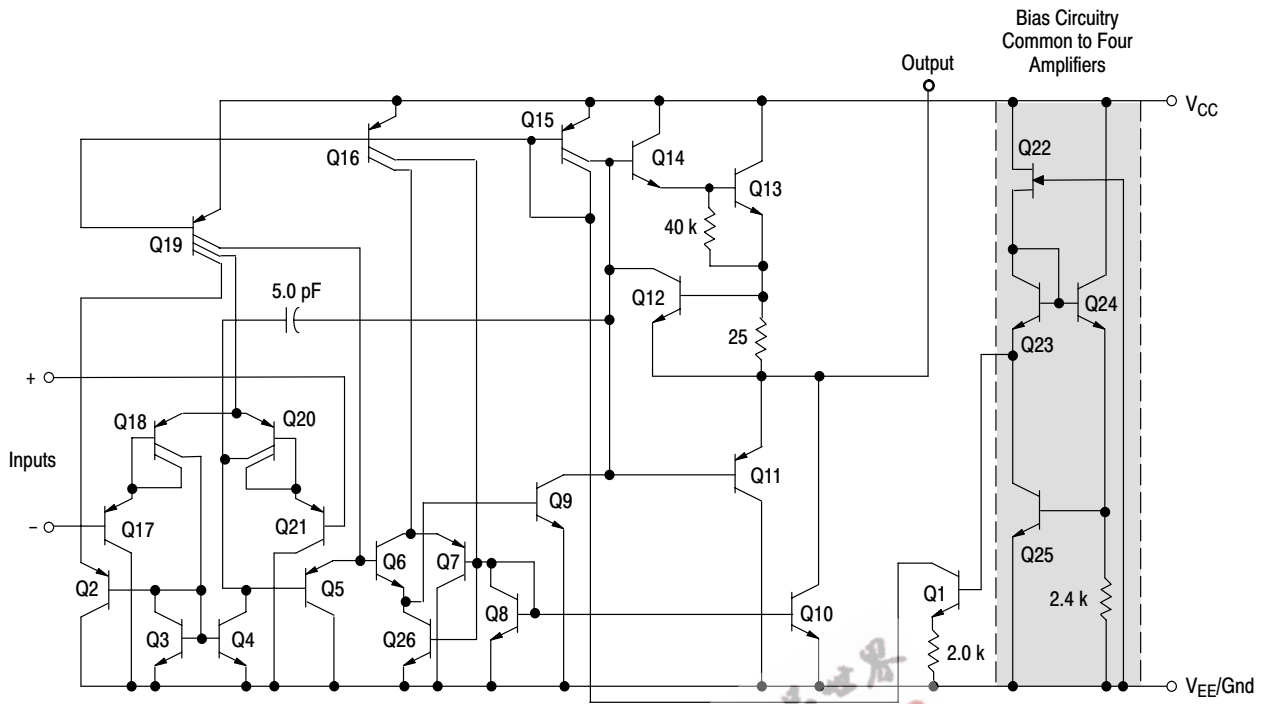 Bias Circuitry
Common to Four
Amplifiers
Output
VCC
Q15
Q22
Q16
Q14
Q13
40 k
Q19
5.0 pF
Q12
Q24
25
Q23
+
Q18
Q20
Inputs
Q9
Q11
−
Q17
Q21
Q25
Q6
Q7
Q2
Q5
Q1
2.4 k
Q8
Q10
Q3
Q4
Q26
2.0 k
VEE/Gnd